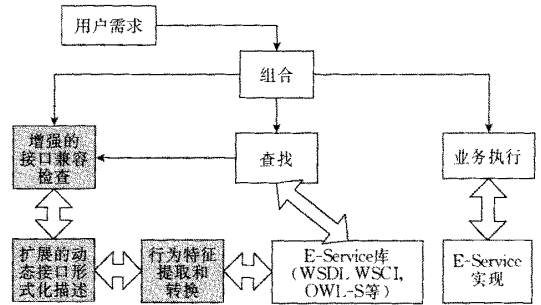 用户需求
组合
增强的
接口兼容
检查
查找
业务执行
扩展的动
态接口形
式化描述
行为特征
提取和
转换
E-Service库
(WSDL WSCI,
OWL-S等)
E-Service
实现